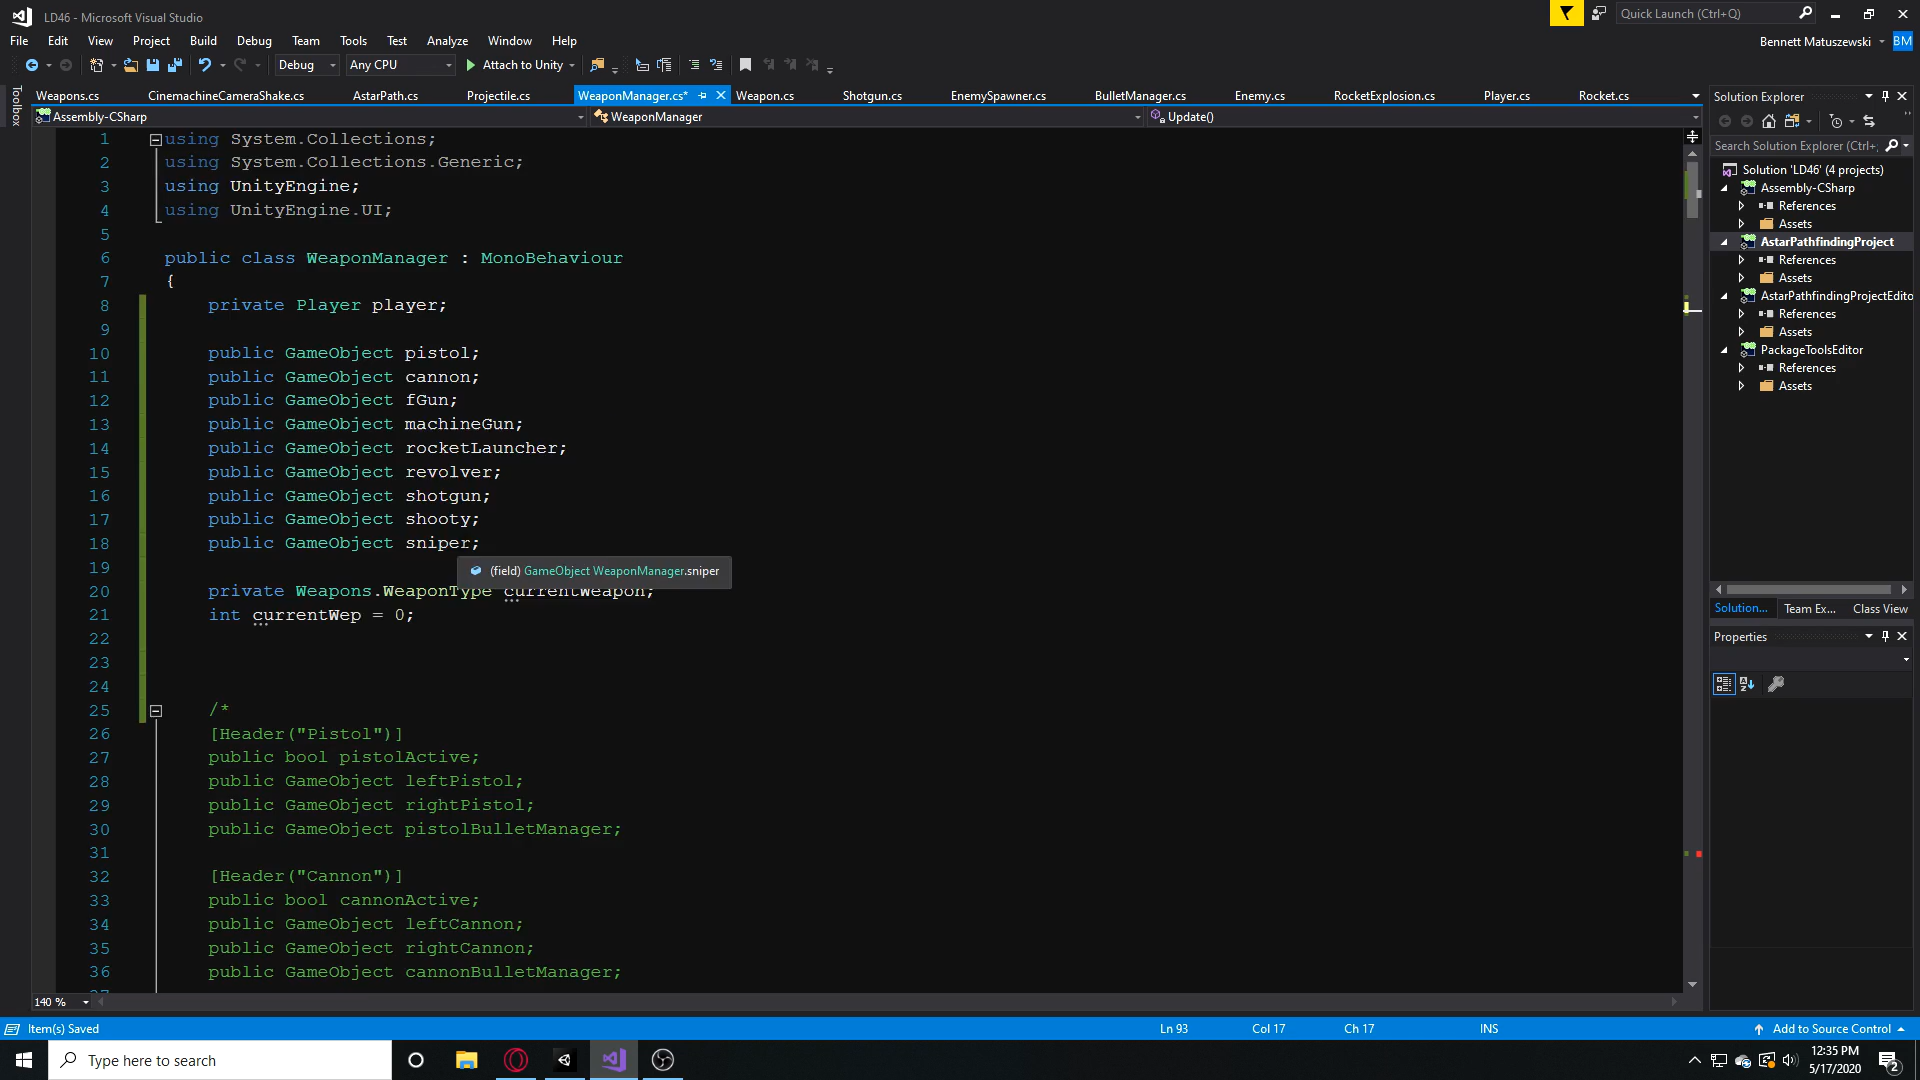 LD46 - Microsoft Visual Studio
Quick Launch (Ctrl+Q)
File Edit View Project Build Debug Team Tools Test Analyze Window Help
Bennett Matuszewski BM
Debug Any CPU Attach to Unity
Toolbox
Weapons.cs CinemachineCameraShake.cs AstarPath.cs Projectile.cs WeaponManager.cs* Weapon.cs Shotgun.cs EnemySpawner.cs BulletManager.cs Enemy.cs RocketExplosion.cs Player.cs Rocket.cs
Assembly-CSharp WeaponManager Update()
1 using System.Collections;
2 using System.Collections.Generic;
3 using UnityEngine;
4 using UnityEngine.UI;
5
6 public class WeaponManager : MonoBehaviour
7 {
8 private Player player;
9
10 public GameObject pistol;
11 public GameObject cannon;
12 public GameObject fGun;
13 public GameObject machineGun;
14 public GameObject rocketLauncher;
15 public GameObject revolver;
16 public GameObject shotgun;
17 public GameObject shooty;
18 public GameObject sniper;
19
(field) GameObject WeaponManager.sniper
20 private Weapons.WeaponType currentWeapon;
21 int currentWep = 0;
22
23
24
25 /*
26 [Header("Pistol")]
27 public bool pistolActive;
28 public GameObject leftPistol;
29 public GameObject rightPistol;
30 public GameObject pistolBulletManager;
31
32 [Header("Cannon")]
33 public bool cannonActive;
34 public GameObject leftCannon;
35 public GameObject rightCannon;
36 public GameObject cannonBulletManager;
140 %
Solution Explorer
Search Solution Explorer (Ctrl+;
Solution 'LD46' (4 projects)
Assembly-CSharp
References
Assets
AstarPathfindingProject
References
Assets
AstarPathfindingProjectEdito
References
Assets
PackageToolsEditor
References
Assets
Solution... Team Ex... Class View
Properties
Item(s) Saved Ln 93 Col 17 Ch 17 INS Add to Source Control
Type here to search
12:35 PM
5/17/2020
2